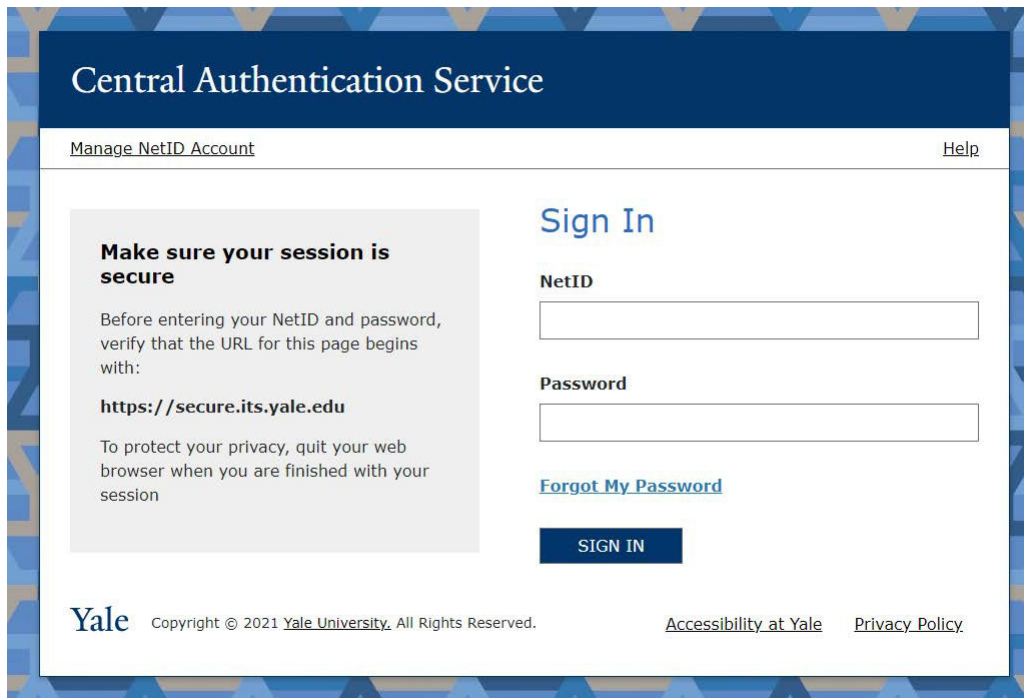 Central Authentication Service
Manage NetID Account
Help
Make sure your session is
secure
Before entering your NetID and password,
verify that the URL for this page begins
with:
https://secure.its.yale.edu
To protect your privacy, quit your web
browser when you are finished with your
session
Sign In
NetID
Password
Forgot My Password
SIGN IN
Yale
Copyright © 2021 Yale University. All Rights Reserved.
Accessibility at Yale
Privacy Policy